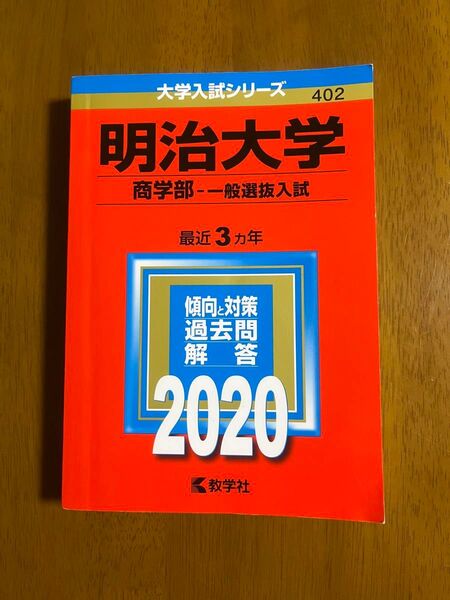 大学入試シリーズ
402
明治大学
商学部-一般選抜入試
最近3カ年
傾向と対策
過去問
解答
2020
教学社